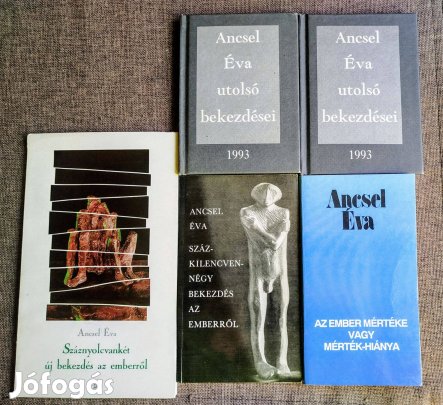 Ancsel
Éva
utolsó
bekezdései
1993
Ancsel
Éva
utolsó
bekezdései
1993
Ancsel Éva
Száznyolcvankét
új bekezdés az emberről
ANCSEL
ÉVA
SZÁZ-
KILENCVEN-
NÉGY
BEKEZDÉS
AZ
EMBERRŐL
Ancsel
Éva
AZ EMBER MÉRTÉKE
VAGY
MÉRTÉK-HIÁNYA
Jófogás